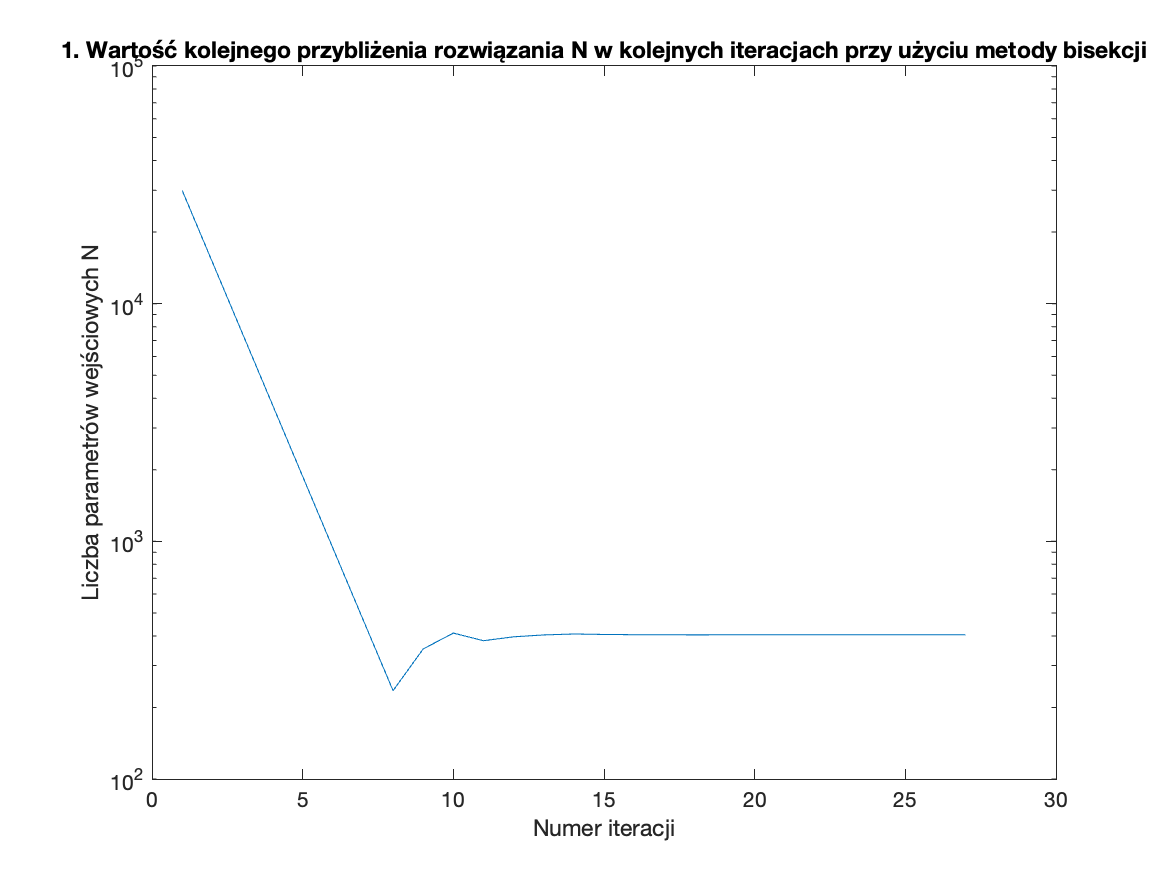 1. Wartość kolejnego przybliżenia rozwiązania N w kolejnych iteracjach przy użyciu metody bisekcji
10^5
10^4
10^3
10^2
Liczba parametrów wejściowych N
0 5 10 15 20 25 30
Numer iteracji